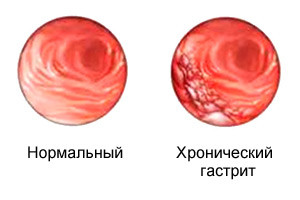 Нормальный
Хронический
гастрит